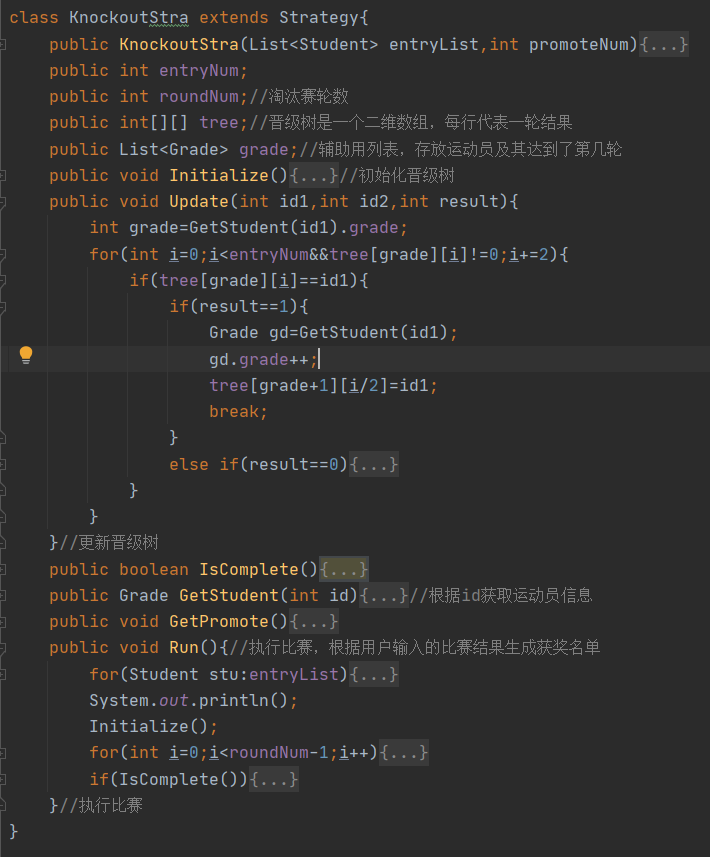 class KnockoutStra extends Strategy{
    public KnockoutStra(List<Student> entryList,int promoteNum){...}
    public int entryNum;
    public int roundNum;//淘汰赛轮数
    public int[][] tree;//晋级树是一个二维数组，每行代表一轮结果
    public List<Grade> grade;//辅助用列表，存放运动员及其达到了第几轮
    public void Initialize(){...}//初始化晋级树
    public void Update(int id1,int id2,int result){
        int grade=GetStudent(id1).grade;
        for(int i=0;i<entryNum&&tree[grade][i]!=0;i+=2){
            if(tree[grade][i]==id1){
                if(result==1){
                    Grade gd=GetStudent(id1);
                    gd.grade++;
                    tree[grade+1][i/2]=id1;
                    break;
                }
                else if(result==0){...}
            }
        }
    }//更新晋级树
    public boolean IsComplete(){...}
    public Grade GetStudent(int id){...}//根据id获取运动员信息
    public void GetPromote(){...}
    public void Run(){//执行比赛，根据用户输入的比赛结果生成获奖名单
        for(Student stu:entryList){...}
        System.out.println();
        Initialize();
        for(int i=0;i<roundNum-1;i++){...}
        if(IsComplete()){...}
    }//执行比赛
}